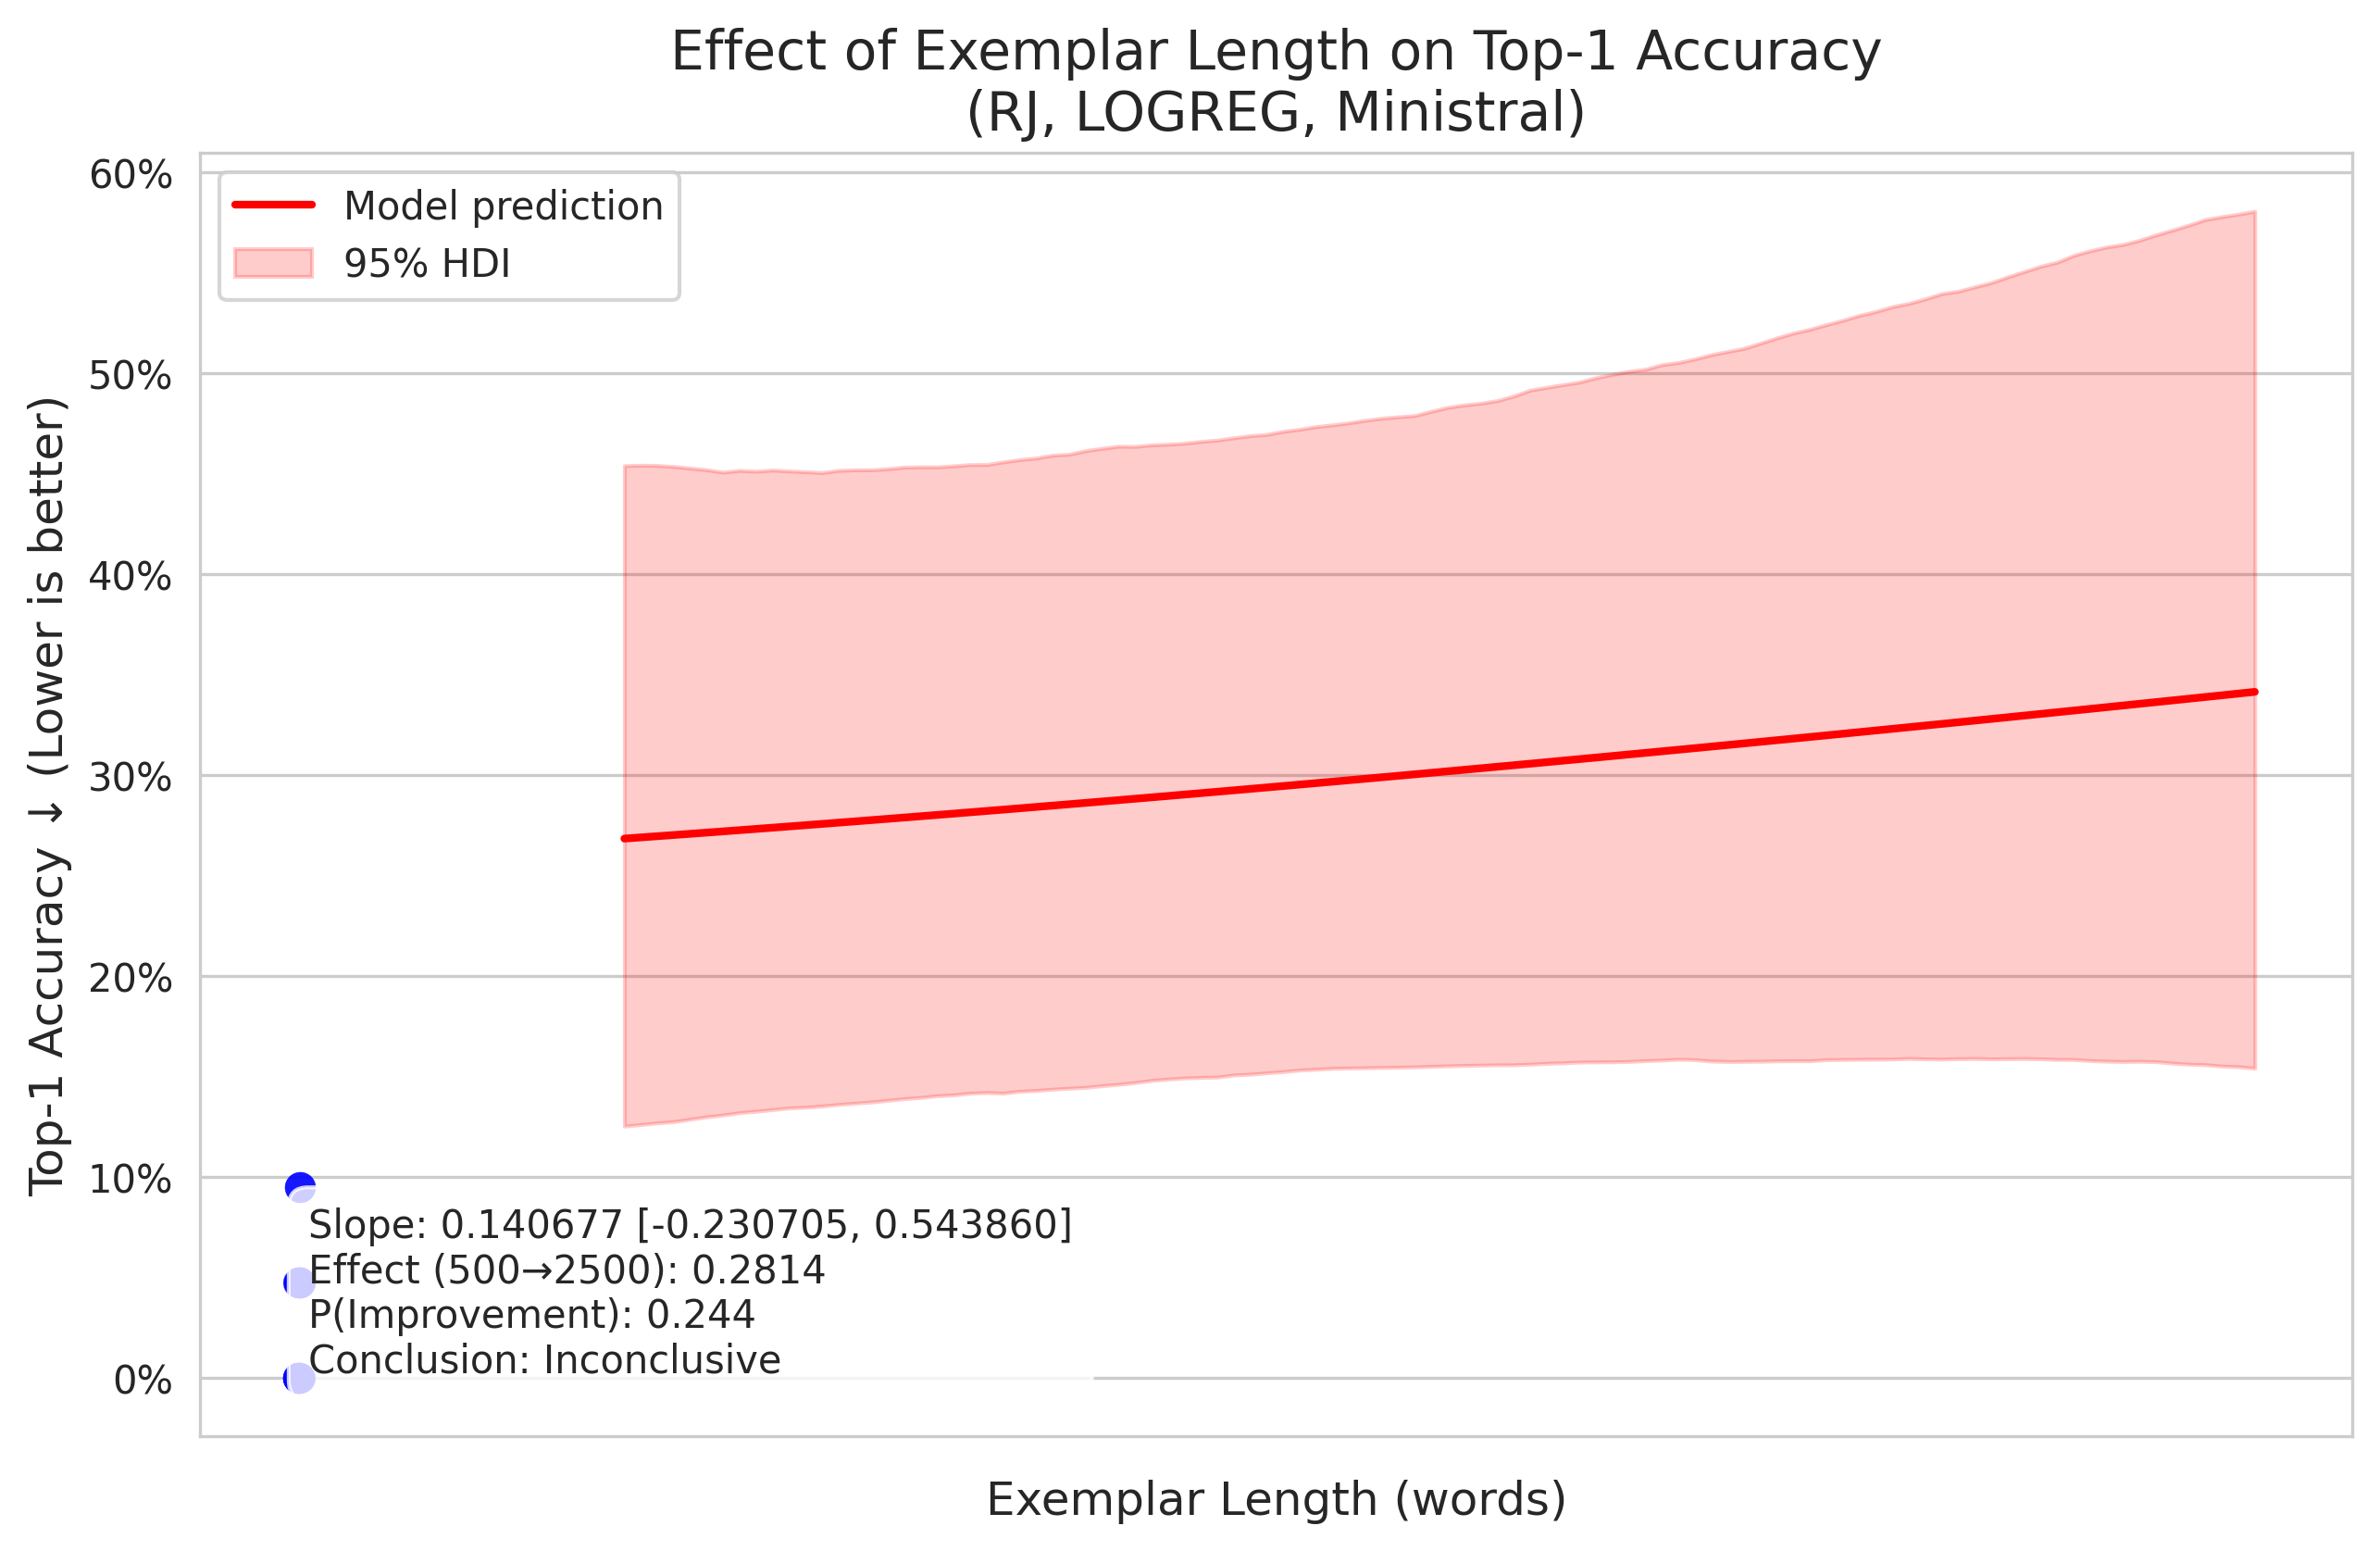 Effect of Exemplar Length on Top-1 Accuracy
(RJ, LOGREG, Ministral)
Model prediction
95% HDI
Top-1 Accuracy ↓ (Lower is better)
60%
50%
40%
30%
20%
10%
0%
Slope: 0.140677 [-0.230705, 0.543860]
Effect (500→2500): 0.2814
P(Improvement): 0.244
Conclusion: Inconclusive
Exemplar Length (words)